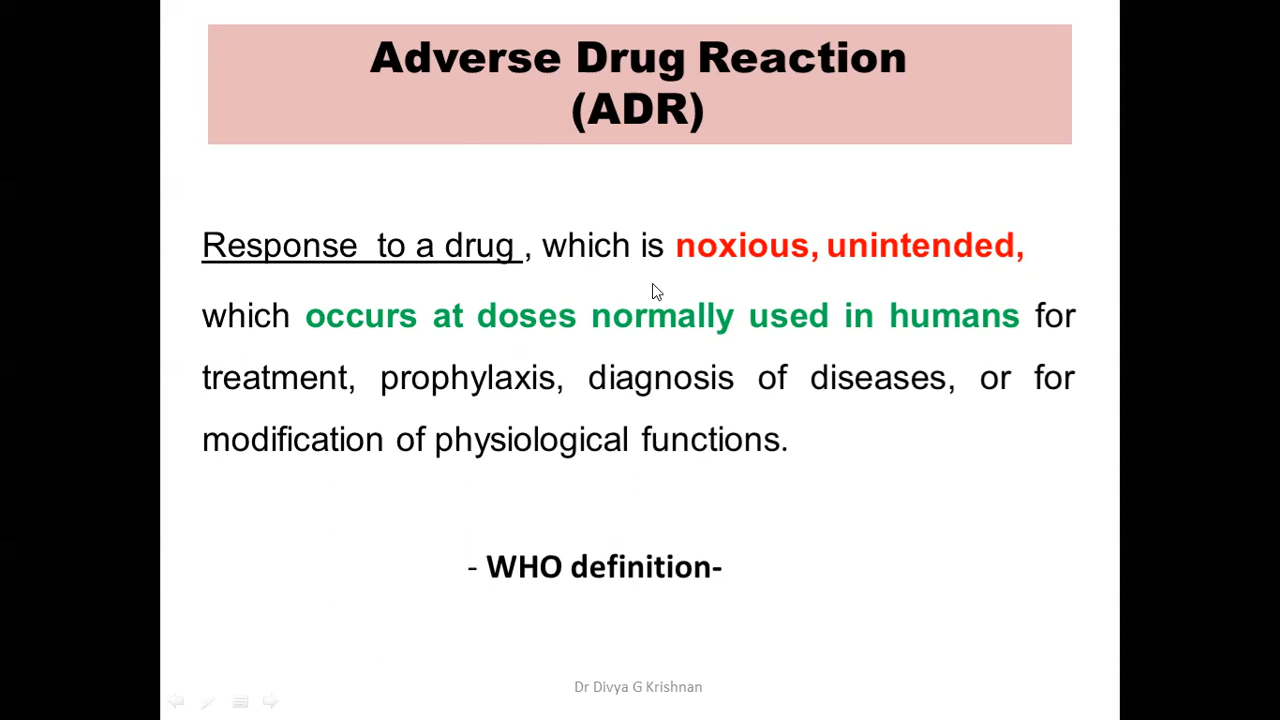 Adverse Drug Reaction
(ADR)
Response to a drug , which is noxious, unintended,
which occurs at doses normally used in humans for
treatment, prophylaxis, diagnosis of diseases, or for
modification of physiological functions.
- WHO definition-
Dr Divya G Krishnan